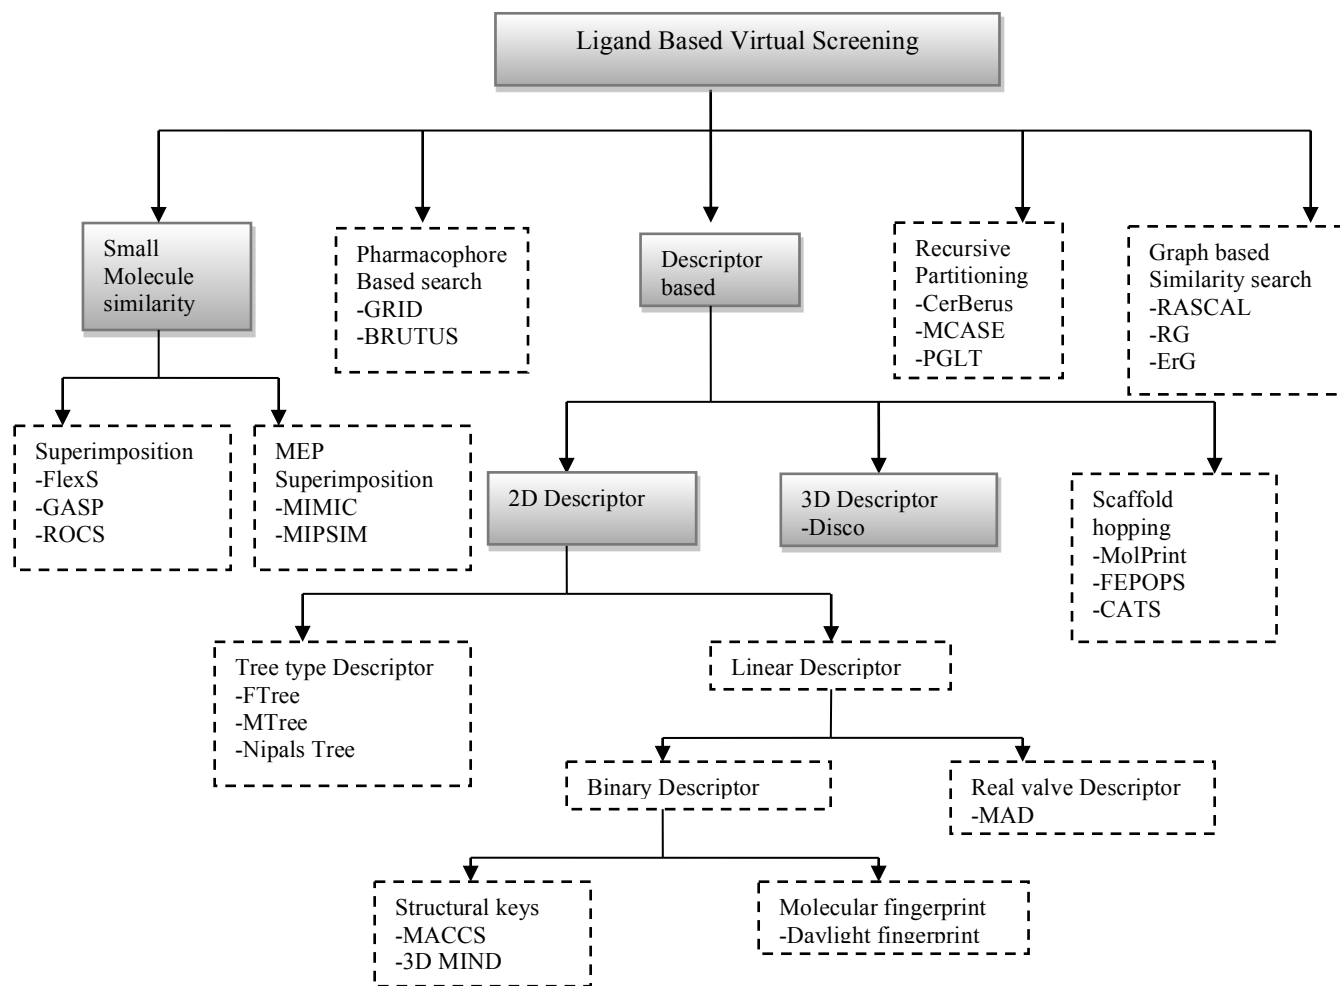 Ligand Based Virtual Screening
Small
Molecule
similarity
Pharmacophore
Based search
-GRID
-BRUTUS
Descriptor
based
Recursive
Partitioning
-CerBerus
-MCASE
-PGLT
Graph based
Similarity search
-RASCAL
-RG
-ErG
Superimposition
-FlexS
-GASP
-ROCS
MEP
Superimposition
-MIMIC
-MIPSIM
2D Descriptor
3D Descriptor
-Disco
Scaffold
hopping
-MolPrint
-FEPOPS
-CATS
Tree type Descriptor
-FTree
-MTree
-Nipals Tree
Linear Descriptor
Binary Descriptor
Real valve Descriptor
-MAD
Structural keys
-MACCS
-3D MIND
Molecular fingerprint
-Daylight fingerprint